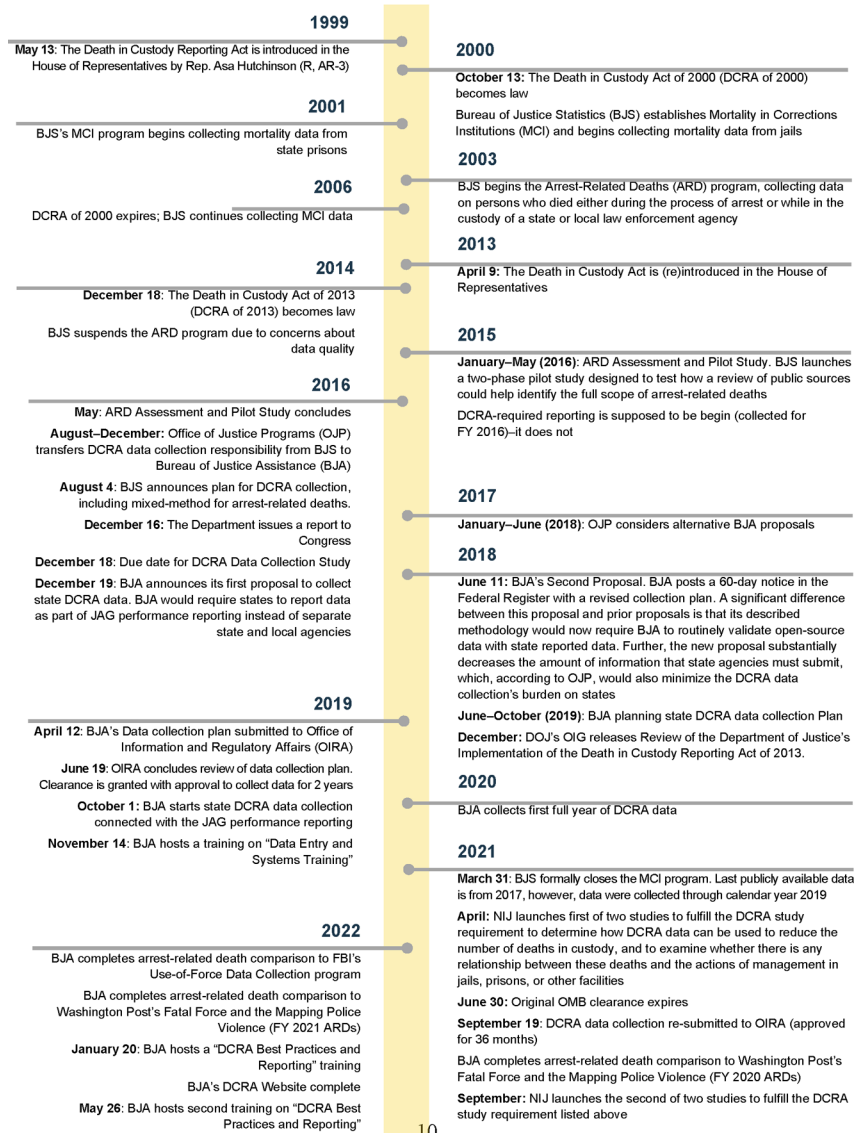 1999
May 13: The Death in Custody Reporting Act is introduced in the
House of Representatives by Rep. Asa Hutchinson (R, AR-3)
2000
October 13: The Death in Custody Act of 2000 (DCRA of 2000)
becomes law
Bureau of Justice Statistics (BJS) establishes Mortality in Corrections
Institutions (MCI) and begins collecting mortality data from jails
2001
BJS's MCI program begins collecting mortality data from
state prisons
2003
BJS begins the Arrest-Related Deaths (ARD) program, collecting data
on persons who died either during the process of arrest or while in the
custody of a state or local law enforcement agency
2006
DCRA of 2000 expires; BJS continues collecting MCI data
2013
April 9: The Death in Custody Act is (re)introduced in the House of
Representatives
2014
December 18: The Death in Custody Act of 2013
(DCRA of 2013) becomes law
BJS suspends the ARD program due to concerns about
data quality
2015
January–May (2016): ARD Assessment and Pilot Study. BJS launches
a two-phase pilot study designed to test how a review of public sources
could help identify the full scope of arrest-related deaths
DCRA-required reporting is supposed to be begin (collected for
FY 2016)–it does not
2016
May: ARD Assessment and Pilot Study concludes
August–December: Office of Justice Programs (OJP)
transfers DCRA data collection responsibility from BJS to
Bureau of Justice Assistance (BJA)
August 4: BJS announces plan for DCRA collection,
including mixed-method for arrest-related deaths.
December 16: The Department issues a report to
Congress
December 18: Due date for DCRA Data Collection Study
December 19: BJA announces its first proposal to collect
state DCRA data. BJA would require states to report data
as part of JAG performance reporting instead of separate
state and local agencies
2017
January–June (2018): OJP considers alternative BJA proposals
2018
June 11: BJA's Second Proposal. BJA posts a 60-day notice in the
Federal Register with a revised collection plan. A significant difference
between this proposal and prior proposals is that its described
methodology would now require BJA to routinely validate open-source
data with state reported data. Further, the new proposal substantially
decreases the amount of information that state agencies must submit,
which, according to OJP, would also minimize the DCRA data
collection's burden on states
June–October (2019): BJA planning state DCRA data collection Plan
December: DOJ's OIG releases Review of the Department of Justice's
Implementation of the Death in Custody Reporting Act of 2013.
2019
April 12: BJA's Data collection plan submitted to Office of
Information and Regulatory Affairs (OIRA)
June 19: OIRA concludes review of data collection plan.
Clearance is granted with approval to collect data for 2 years
October 1: BJA starts state DCRA data collection
connected with the JAG performance reporting
November 14: BJA hosts a training on "Data Entry and
Systems Training"
2020
BJA collects first full year of DCRA data
2021
March 31: BJS formally closes the MCI program. Last publicly available data
is from 2017, however, data were collected through calendar year 2019
April: NIJ launches first of two studies to fulfill the DCRA study
requirement to determine how DCRA data can be used to reduce the
number of deaths in custody, and to examine whether there is any
relationship between these deaths and the actions of management in
jails, prisons, or other facilities
June 30: Original OMB clearance expires
September 19: DCRA data collection re-submitted to OIRA (approved
for 36 months)
BJA completes arrest-related death comparison to Washington Post's
Fatal Force and the Mapping Police Violence (FY 2020 ARDs)
September: NIJ launches the second of two studies to fulfill the DCRA
study requirement listed above
2022
BJA completes arrest-related death comparison to FBI's
Use-of-Force Data Collection program
BJA completes arrest-related death comparison to
Washington Post's Fatal Force and the Mapping Police
Violence (FY 2021 ARDs)
January 20: BJA hosts a "DCRA Best Practices and
Reporting" training
BJA's DCRA Website complete
May 26: BJA hosts second training on "DCRA Best
Practices and Reporting"
10